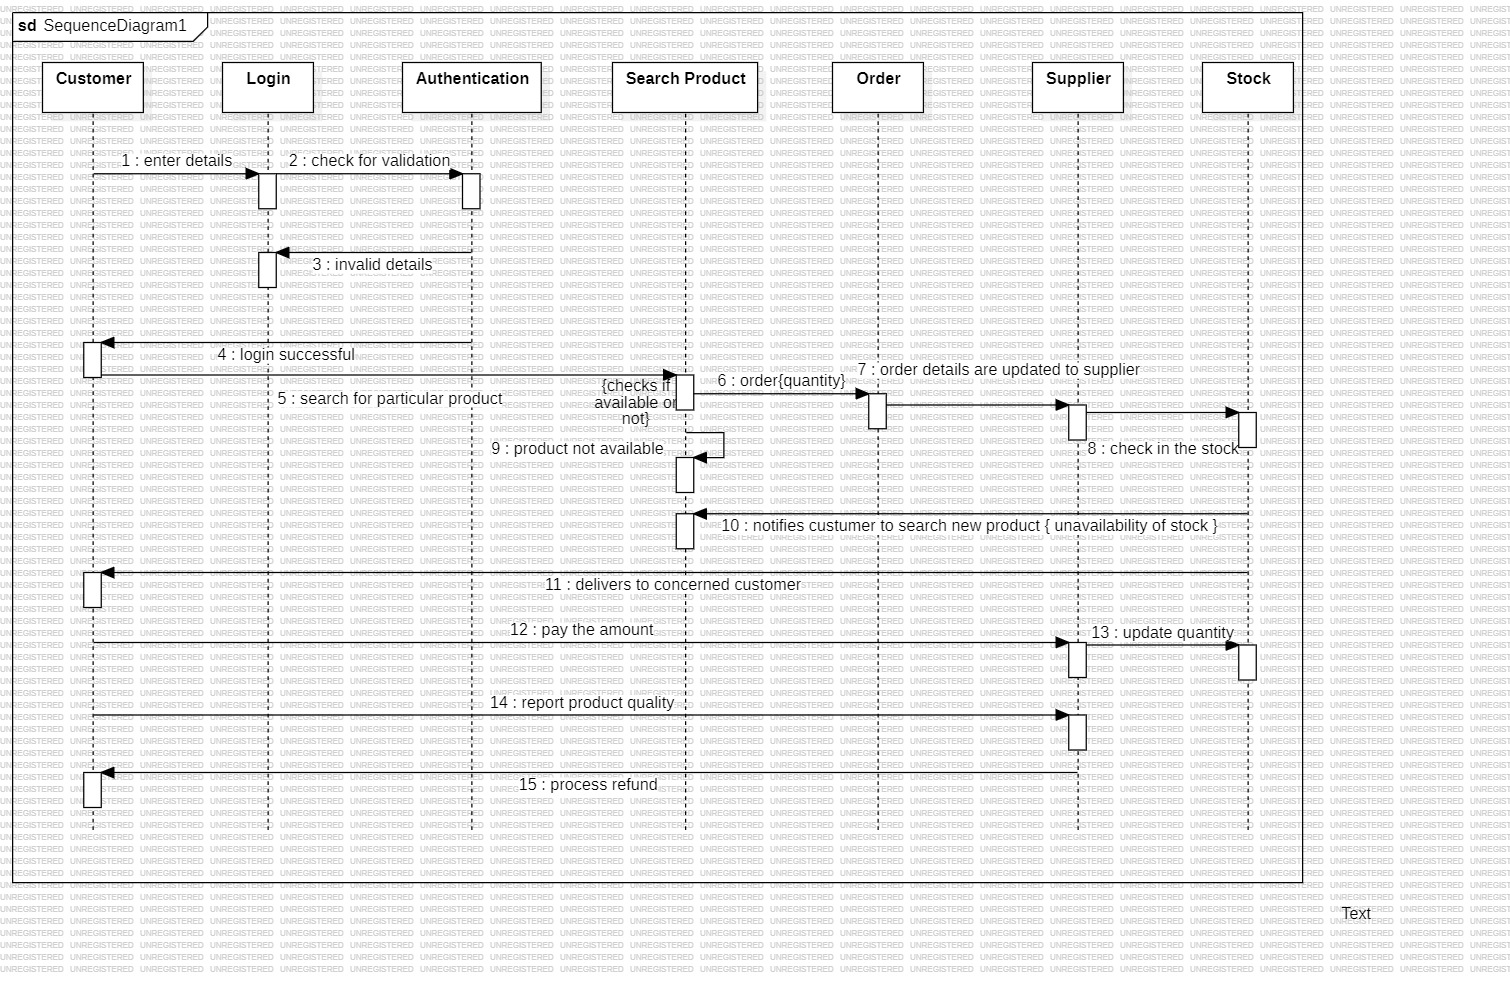 sd SequenceDiagram1
Customer
Login
Authentication
Search Product
Order
Supplier
Stock
1 : enter details
2 : check for validation
3 : invalid details
4 : login successful
5 : search for particular product
{checks if
available or
not}
6 : order{quantity}
7 : order details are updated to supplier
8 : check in the stock
9 : product not available
10 : notifies custumer to search new product { unavailability of stock }
11 : delivers to concerned customer
12 : pay the amount
13 : update quantity
14 : report product quality
15 : process refund
Text
UNREGISTERED